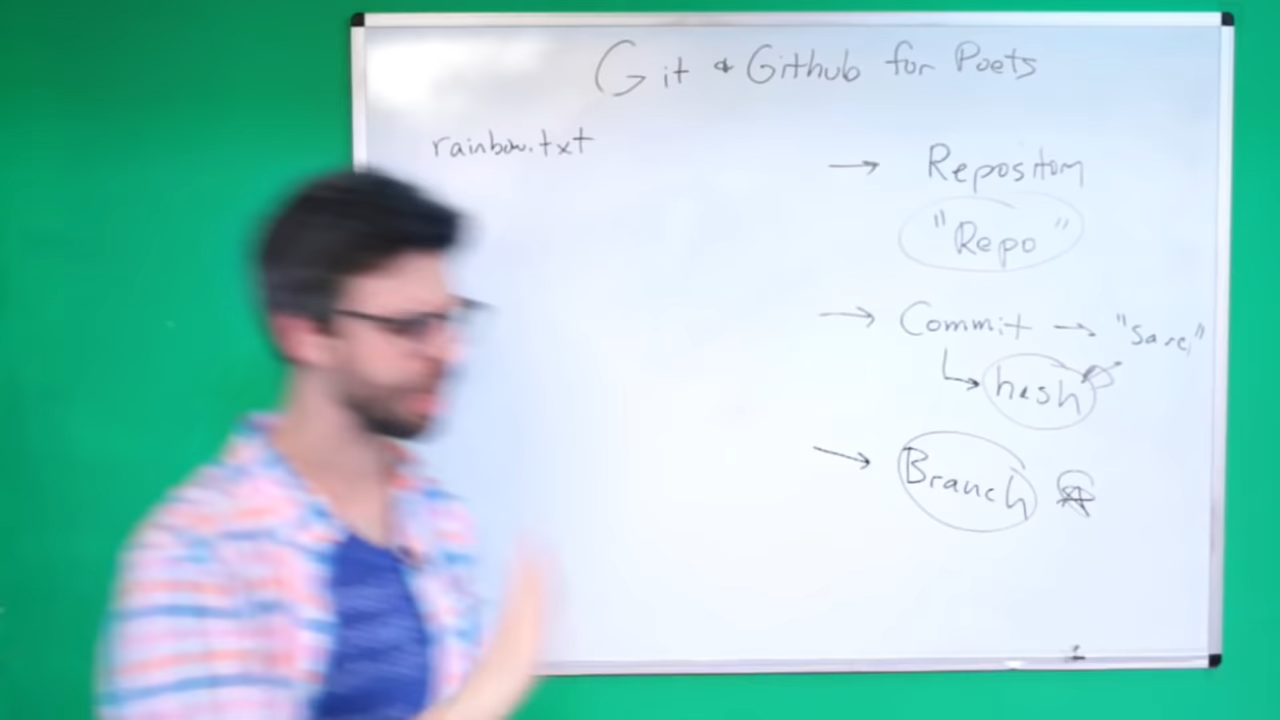 Git & Github for Poets
rainbow.txt
→ Repository
"Repo"
→ Commit → "Save"
↳ hash
→ Branch